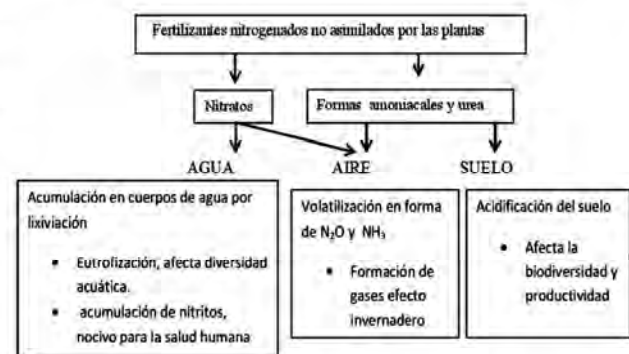 Fertilizantes nitrogenados no asimilados por las plantas
Nitratos
Formas amoniacales y urea
AGUA
AIRE
SUELO
Acumulación en cuerpos de agua por
lixiviación
• Eutrofización, afecta diversidad
acuática.
• acumulación de nitritos,
nocivo para la salud humana
Volatilización en forma
de N₂O y NH₃
• Formación de
gases efecto
invernadero
Acidificación del suelo
• Afecta la
biodiversidad y
productividad